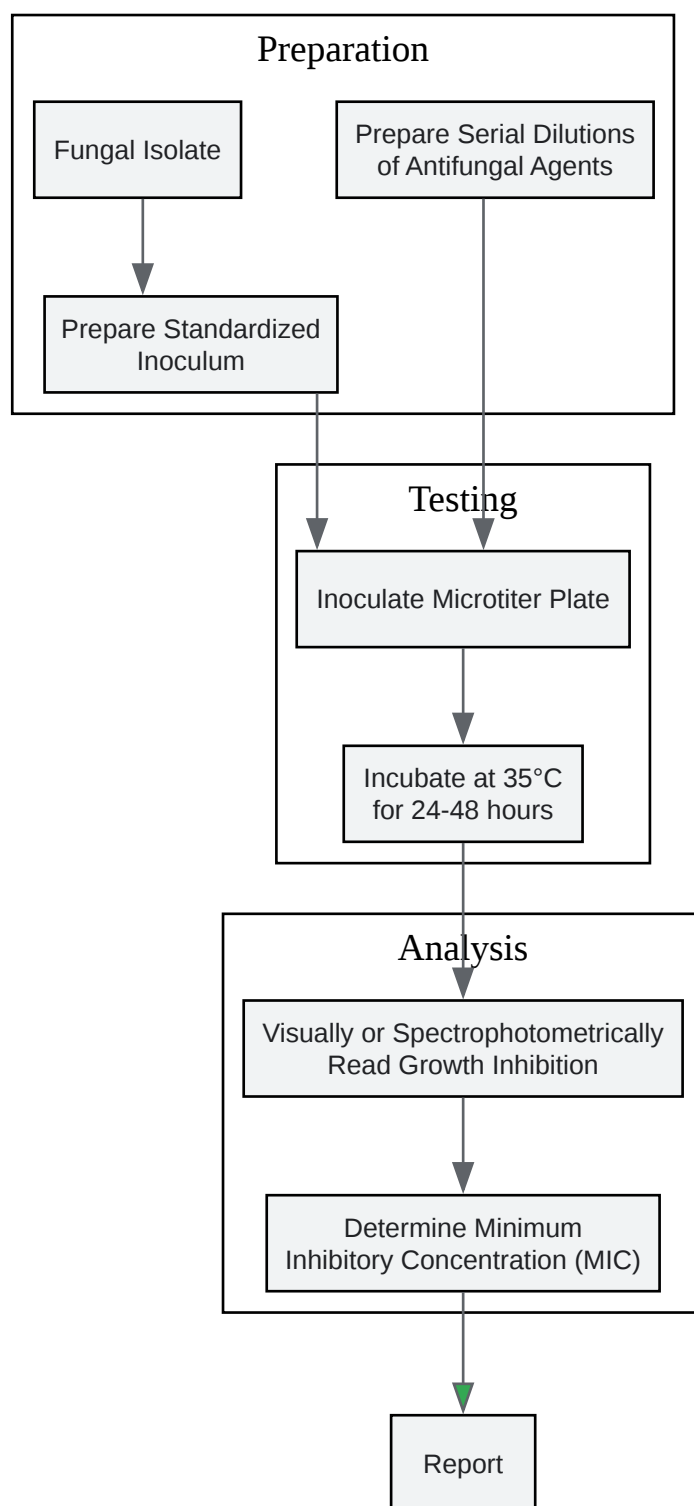 Preparation
Fungal Isolate
Prepare Serial Dilutions
of Antifungal Agents
Prepare Standardized
Inoculum
Testing
Inoculate Microtiter Plate
Incubate at 35°C
for 24-48 hours
Analysis
Visually or Spectrophotometrically
Read Growth Inhibition
Determine Minimum
Inhibitory Concentration (MIC)
Report